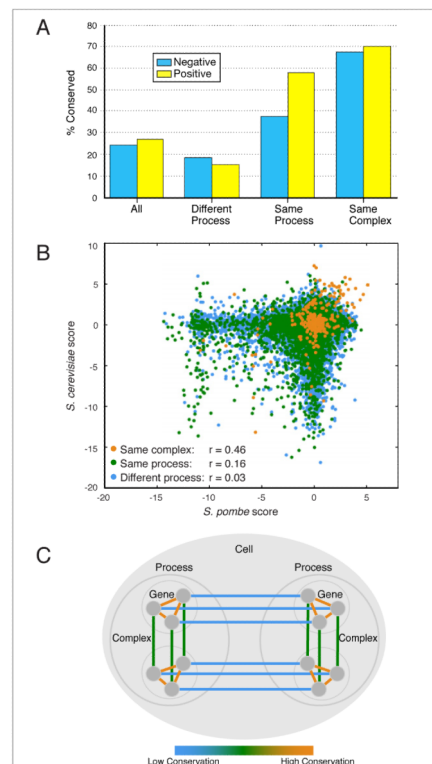 A
80
70
60
50
40
30
20
10
0
% Conserved
Negative
Positive
All
Different
Process
Same
Process
Same
Complex
B
10
5
0
-5
-10
-15
-20
S. cerevisiae score
Same complex: r = 0.46
Same process: r = 0.16
Different process: r = 0.03
-20
-15
-10
-5
0
5
S. pombe score
C
Cell
Process
Process
Gene
Gene
Complex
Complex
Low Conservation
High Conservation